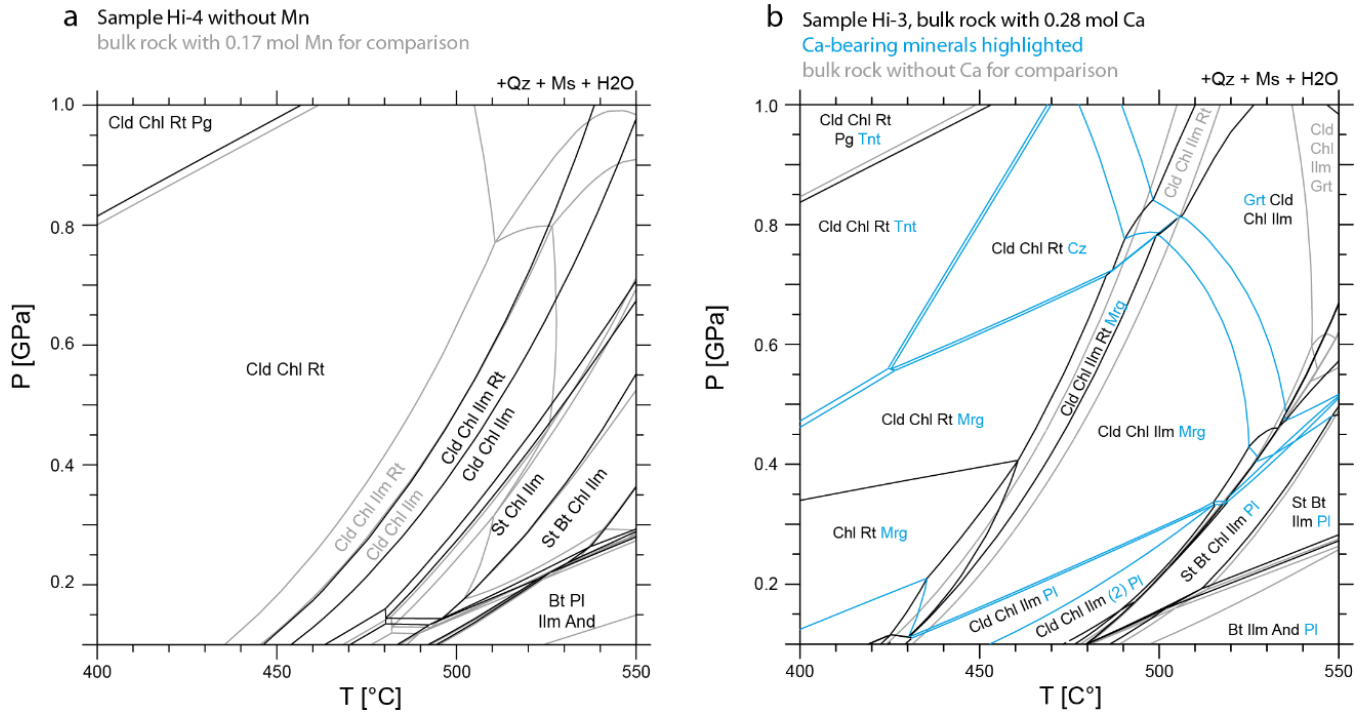 a Sample Hi-4 without Mn
bulk rock with 0.17 mol Mn for comparison
+Qz + Ms + H2O
1.0
0.8
0.6
0.4
0.2
P [GPa]
Cld Chl Rt Pg
Cld Chl Rt
Cld Chl Ilm Rt
Cld Chl Ilm
Cld Chl Ilm Rt
Cld Chl Ilm
St Chl Ilm
St Bt Chl Ilm
Bt Pl
Ilm And
400
450
500
550
T [°C]
b Sample Hi-3, bulk rock with 0.28 mol Ca
Ca-bearing minerals highlighted
bulk rock without Ca for comparison
+Qz + Ms + H2O
1.0
0.8
0.6
0.4
0.2
P [GPa]
Cld Chl Rt
Pg Tnt
Cld Chl Rt Tnt
Cld Chl Rt Cz
Cld Chl Ilm Rt
Cld
Chl
Ilm
Grt
Grt Cld
Chl Ilm
Cld Chl Ilm Rt Mrg
Cld Chl Rt Mrg
Cld Chl Ilm Mrg
Chl Rt Mrg
Cld Chl Ilm Pl
Cld Chl Ilm (2) Pl
St Bt Chl Ilm Pl
St Bt
Ilm Pl
Bt Ilm And Pl
400
450
500
550
T [C°]